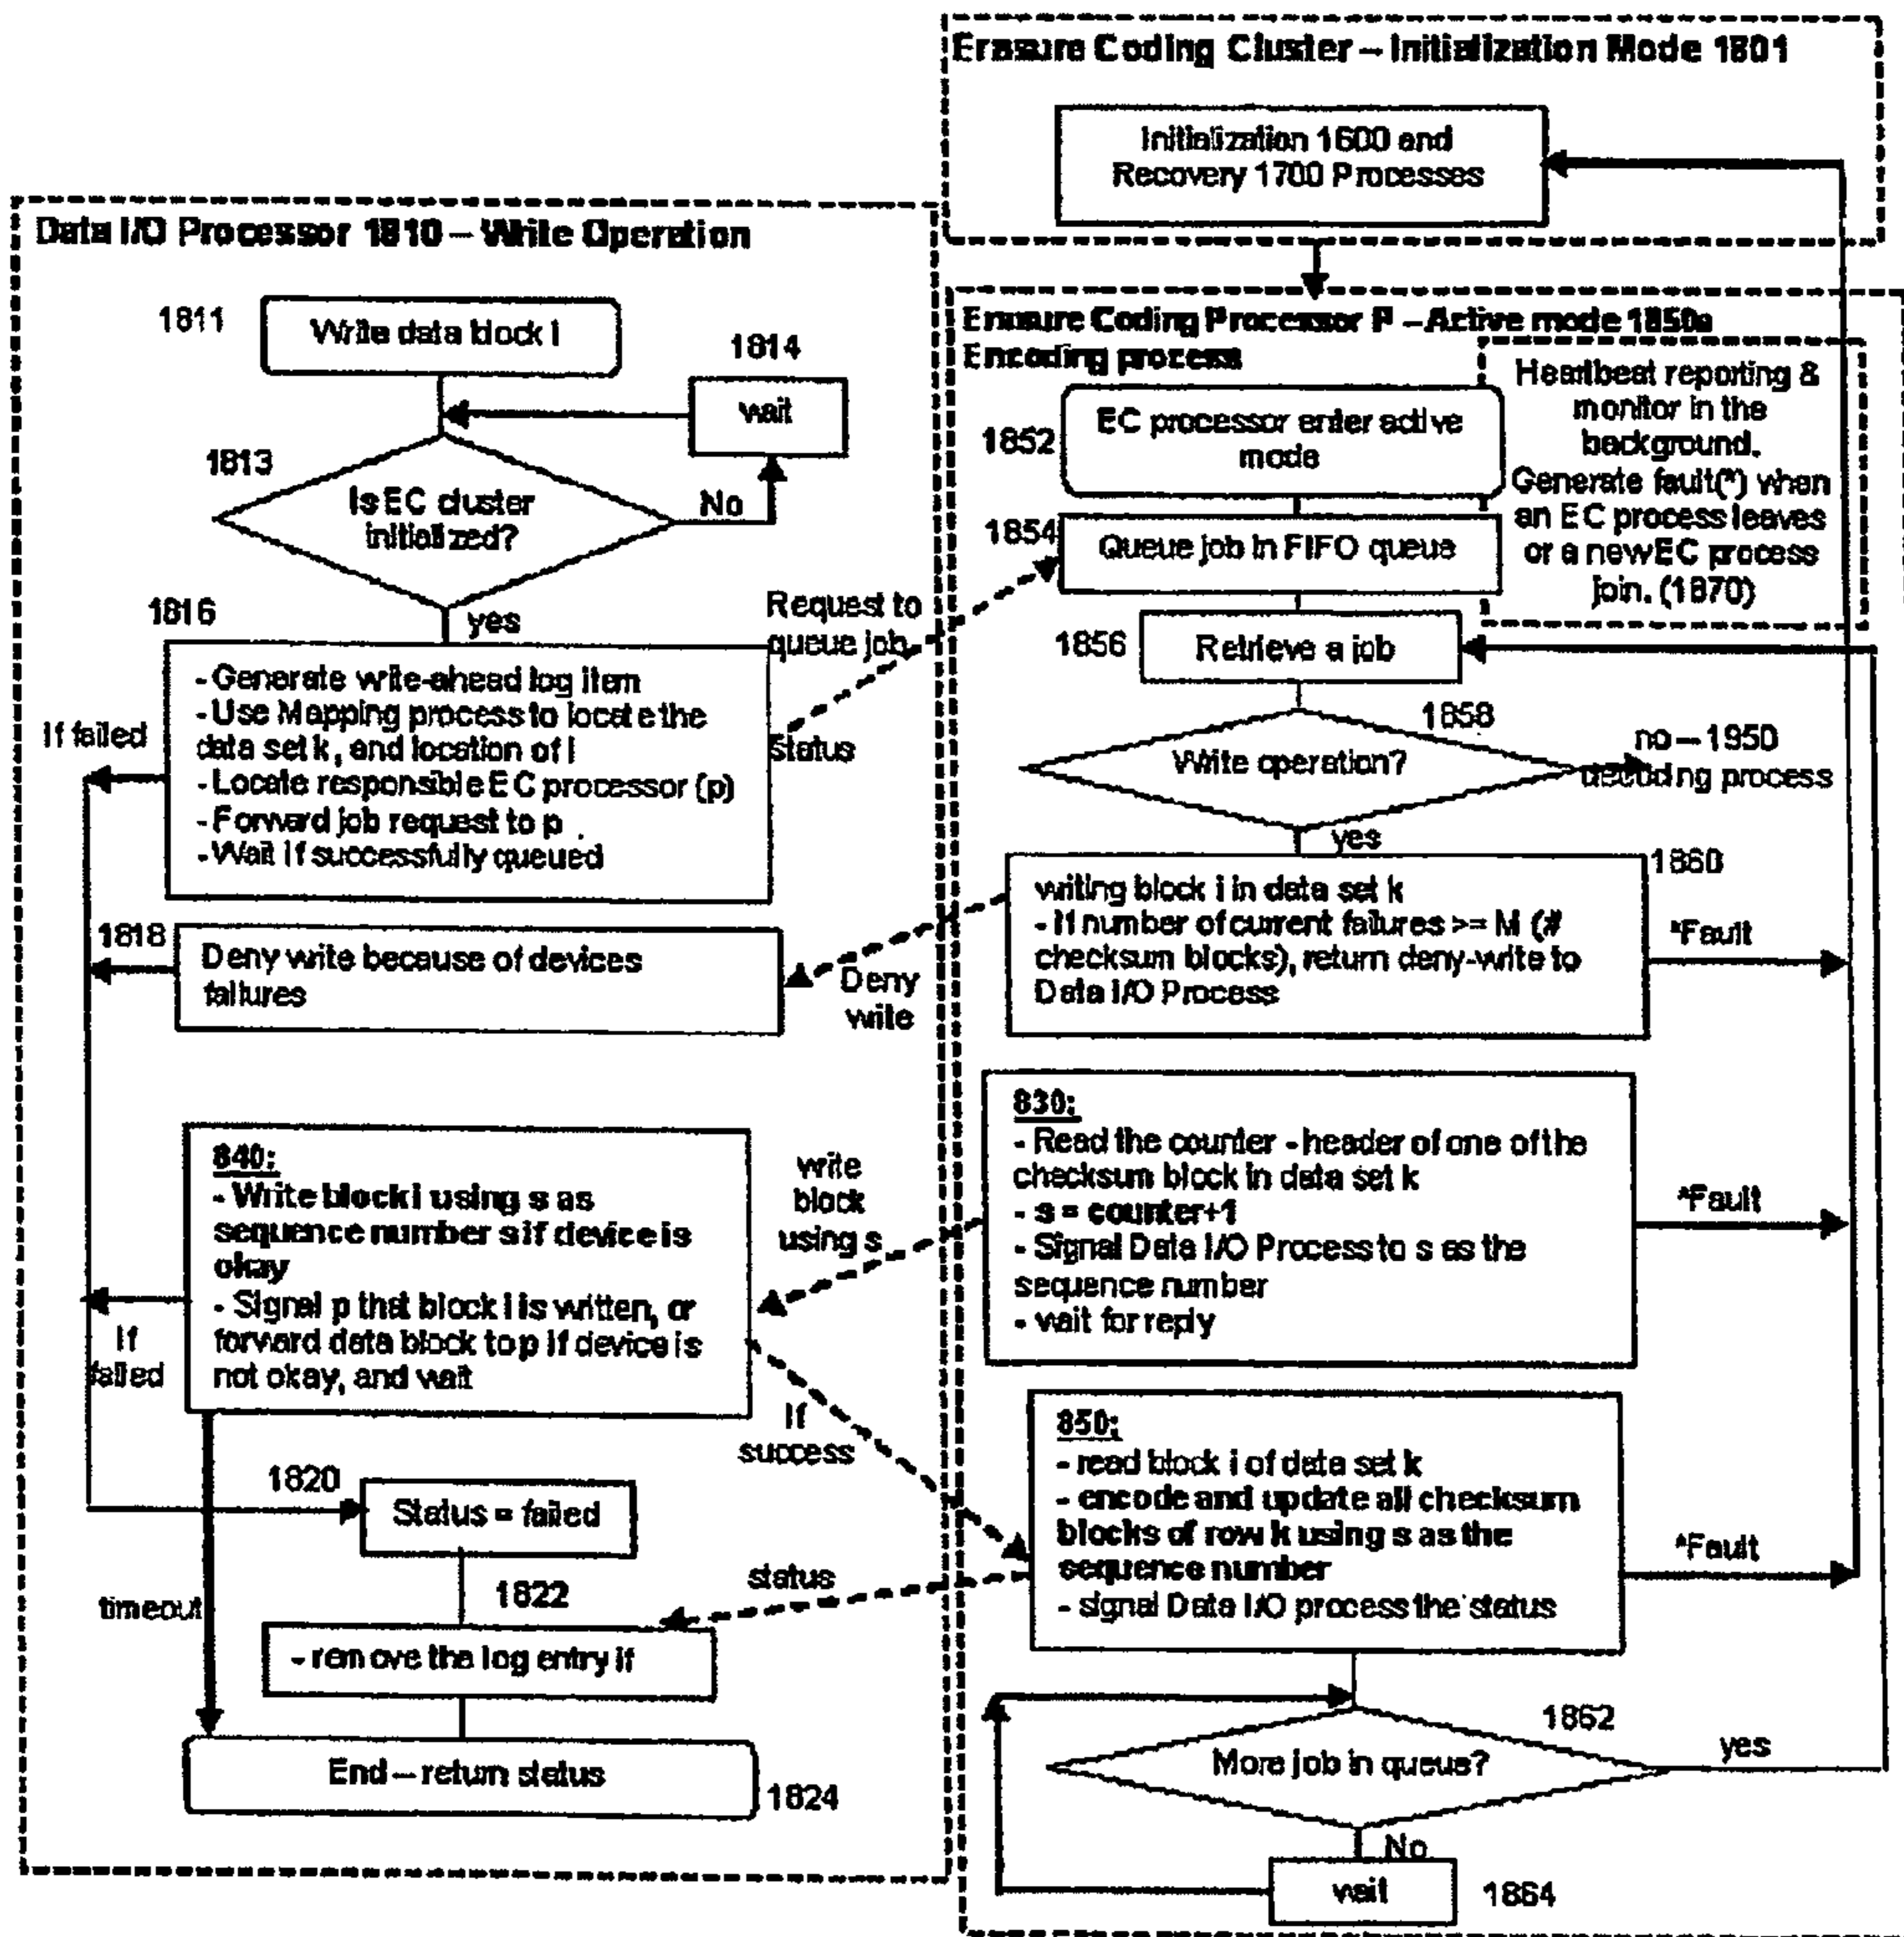 Erasure Coding Cluster – Initialization Mode 1801
Initialization 1600 and
Recovery 1700 Processes
Data I/O Processor 1810 – Write Operation
1811
Write data block i
1814
wait
1813
Is EC cluster
initialized?
No
yes
1816
- Generate write-ahead log item
- Use Mapping process to locate the
data set k, and location of i
- Locate responsible EC processor (p)
- Forward job request to p
- Wait if successfully queued
If failed
Request to
queue job
status
1818
Deny write because of devices
failures
Deny
write
840:
- Write block i using s as
sequence number s if device is
okay
- Signal p that block i is written, or
forward data block to p if device is
not okay, and wait
If
failed
write
block
using s
If
success
1820
Status = failed
timeout
1822
status
- remove the log entry if
End – return status
1824
Erasure Coding Processor P – Active mode 1850a
Encoding process
Heartbeat reporting &
monitor in the
background.
Generate fault(*) when
an EC process leaves
or a new EC process
join. (1870)
1852
EC processor enter active
mode
1854
Queue job in FIFO queue
1856
Retrieve a job
1858
Write operation?
no – 1950
decoding process
yes
1860
writing block i in data set k
- If number of current failures >= M (#
checksum blocks), return deny-write to
Data I/O Process
*Fault
830:
- Read the counter - header of one of the
checksum block in data set k
- s = counter+1
- Signal Data I/O Process to s as the
sequence number
- wait for reply
*Fault
850:
- read block i of data set k
- encode and update all checksum
blocks of row k using s as the
sequence number
- signal Data I/O process the status
*Fault
1862
More job in queue?
yes
No
wait
1864